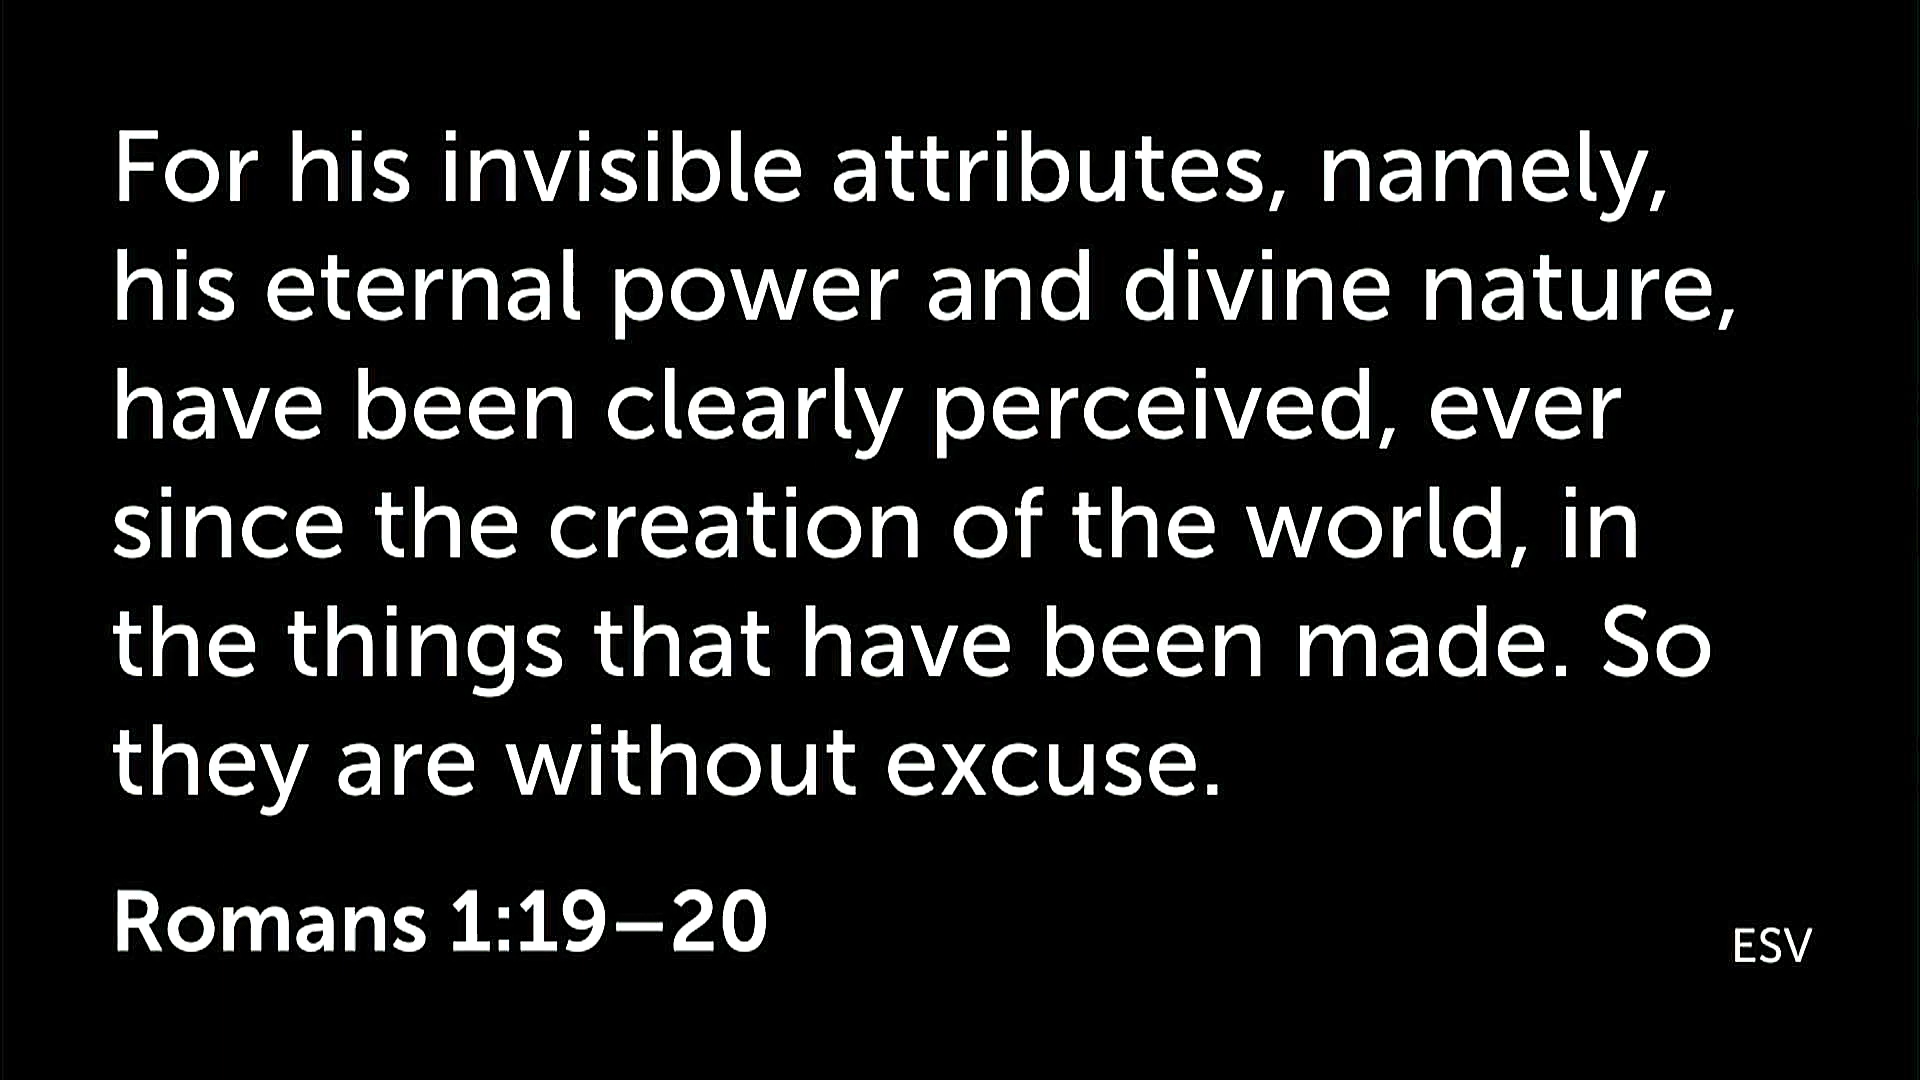 For his invisible attributes, namely,
his eternal power and divine nature,
have been clearly perceived, ever
since the creation of the world, in
the things that have been made. So
they are without excuse.
Romans 1:19–20
ESV